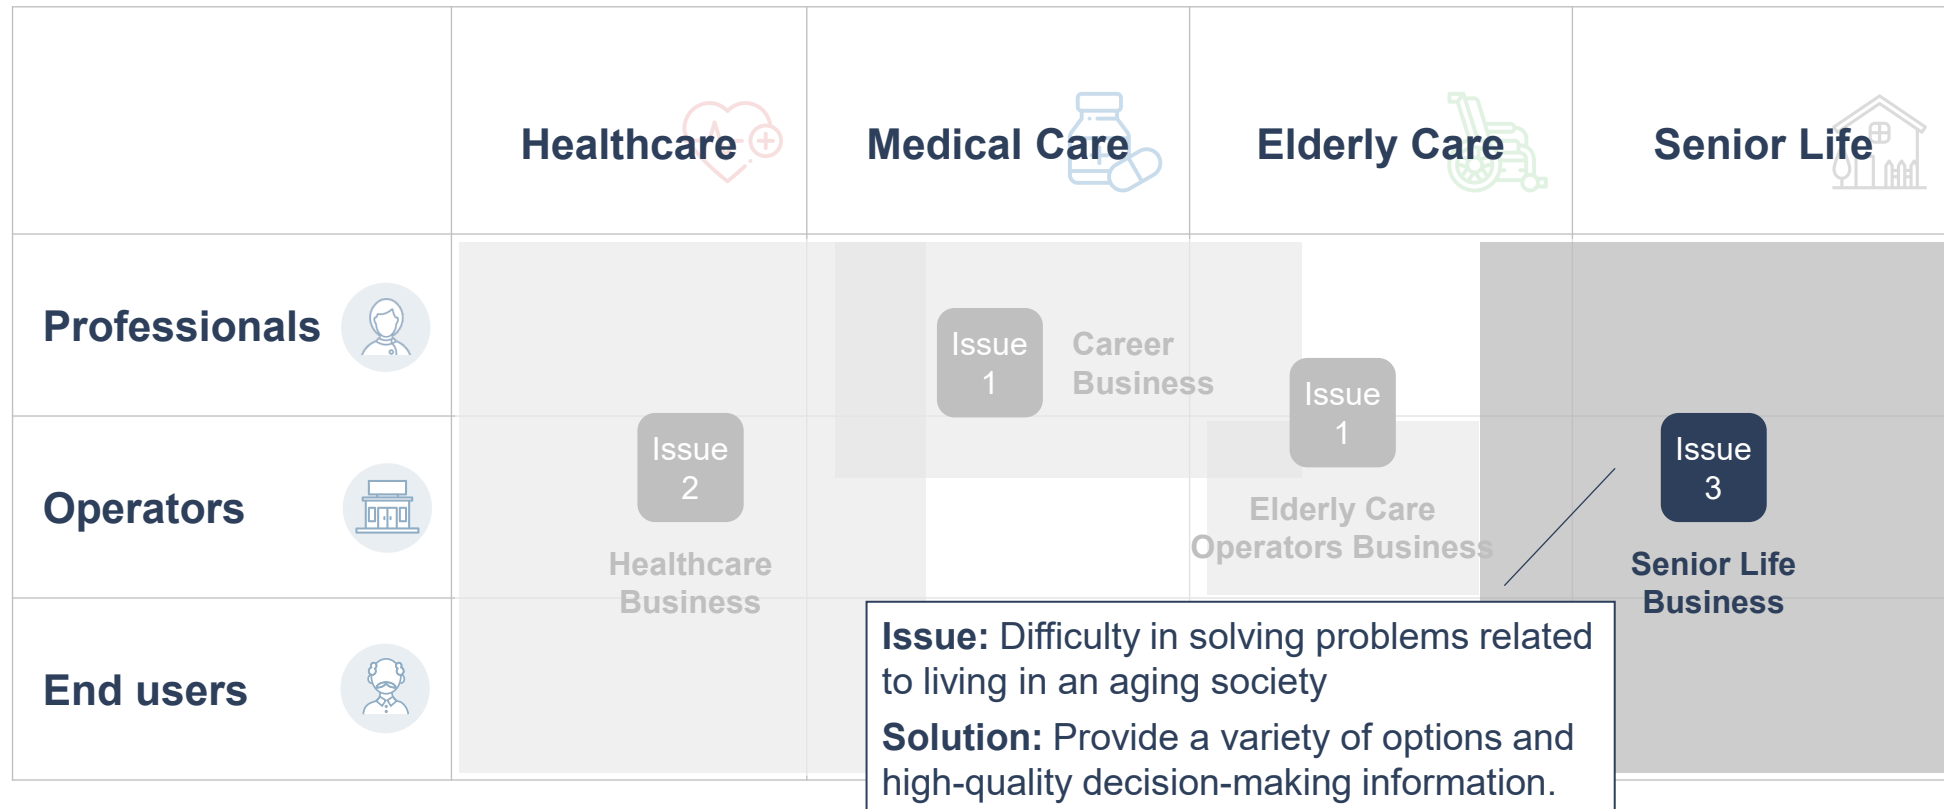 Healthcare
Medical Care
Elderly Care
Senior Life
Professionals
Issue
1
Career
Business
Issue
1
Operators
Issue
2
Healthcare
Business
Elderly Care
Operators Business
Issue
3
Senior Life
Business
End users
Issue: Difficulty in solving problems related
to living in an aging society
Solution: Provide a variety of options and
high-quality decision-making information.